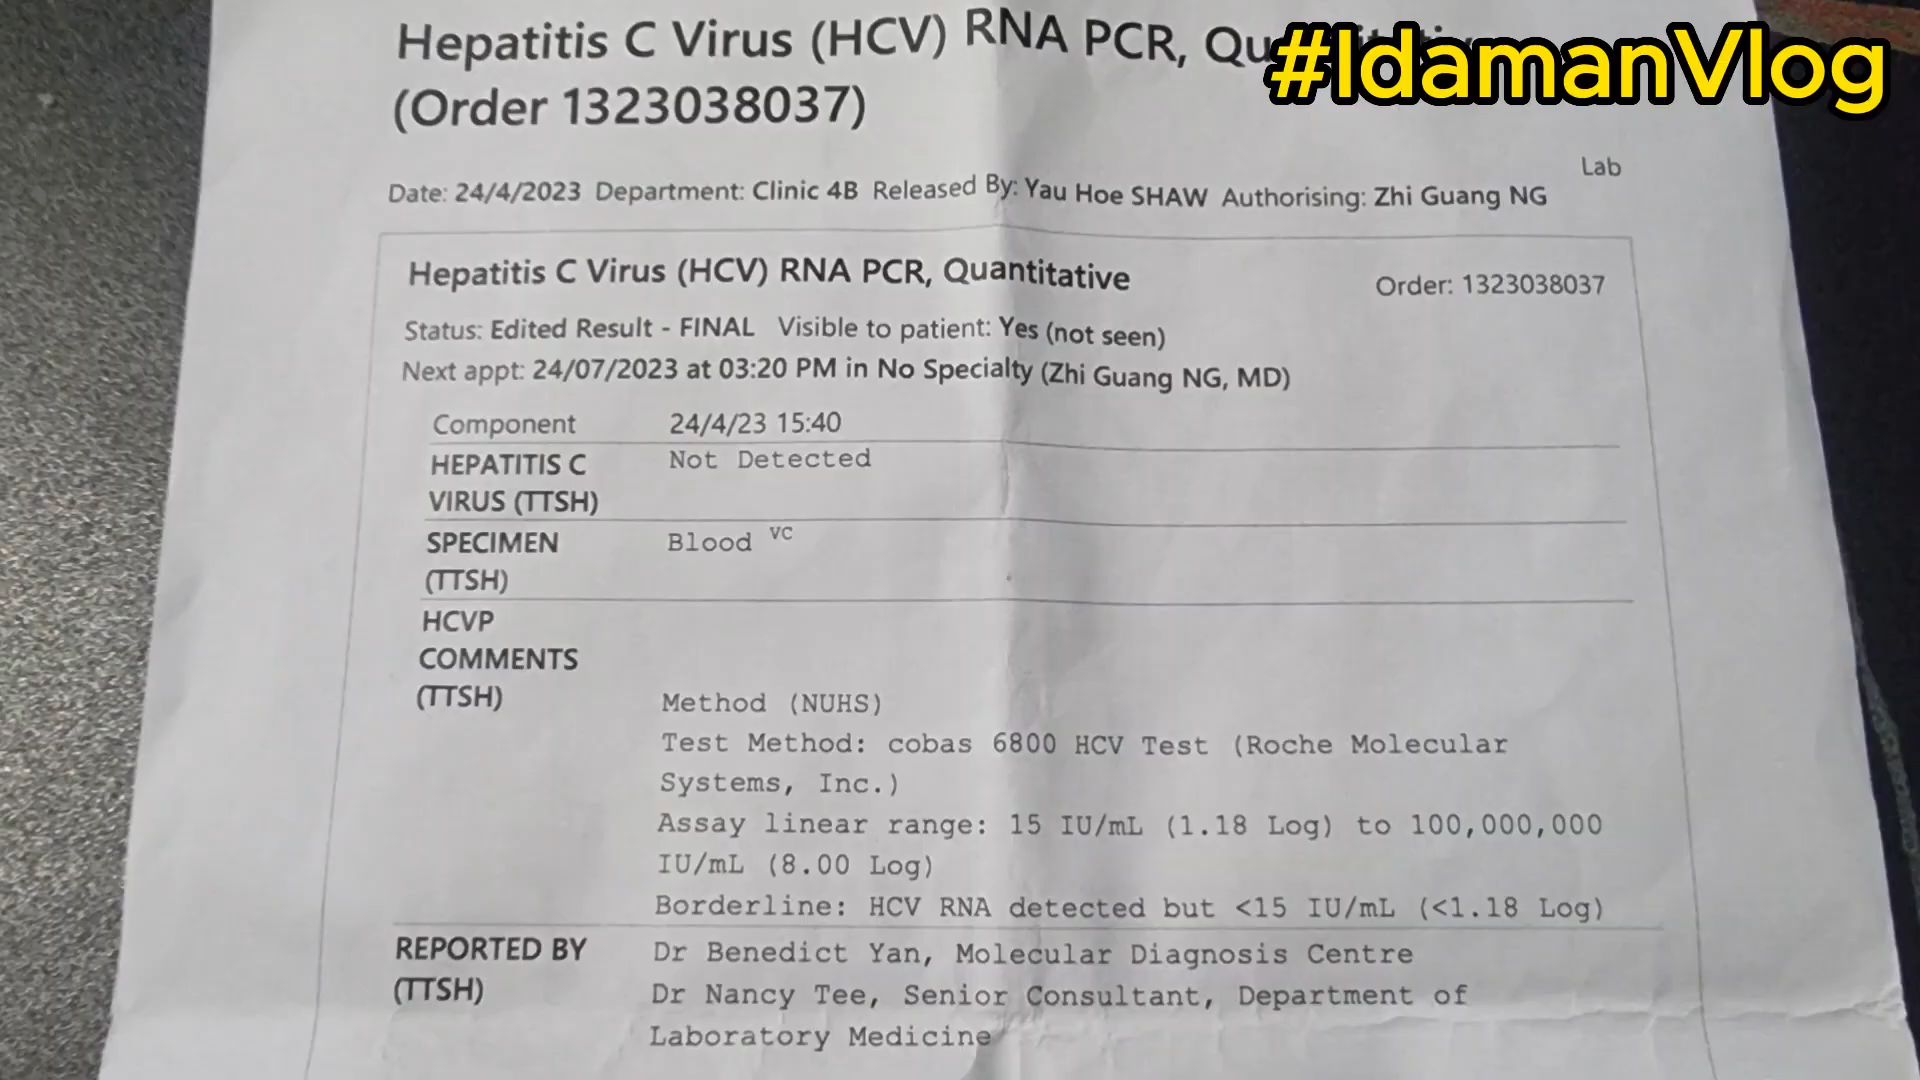 Hepatitis C Virus (HCV) RNA PCR,
#IdamanVlog
(Order 1323038037)
Lab
Date: 24/4/2023 Department: Clinic 4B Released By: Yau Hoe SHAW Authorising: Zhi Guang NG
Hepatitis C Virus (HCV) RNA PCR, Quantitative
Order: 1323038037
Status: Edited Result - FINAL Visible to patient: Yes (not seen)
Next appt: 24/07/2023 at 03:20 PM in No Specialty (Zhi Guang NG, MD)
Component 24/4/23 15:40
HEPATITIS C Not Detected
VIRUS (TTSH)
SPECIMEN Blood VC
(TTSH)
HCVP
COMMENTS
(TTSH)
Method (NUHS)
Test Method: cobas 6800 HCV Test (Roche Molecular
Systems, Inc.)
Assay linear range: 15 IU/mL (1.18 Log) to 100,000,000
IU/mL (8.00 Log)
Borderline: HCV RNA detected but <15 IU/mL (<1.18 Log)
REPORTED BY Dr Benedict Yan, Molecular Diagnosis Centre
(TTSH) Dr Nancy Tee, Senior Consultant, Department of
Laboratory Medicine